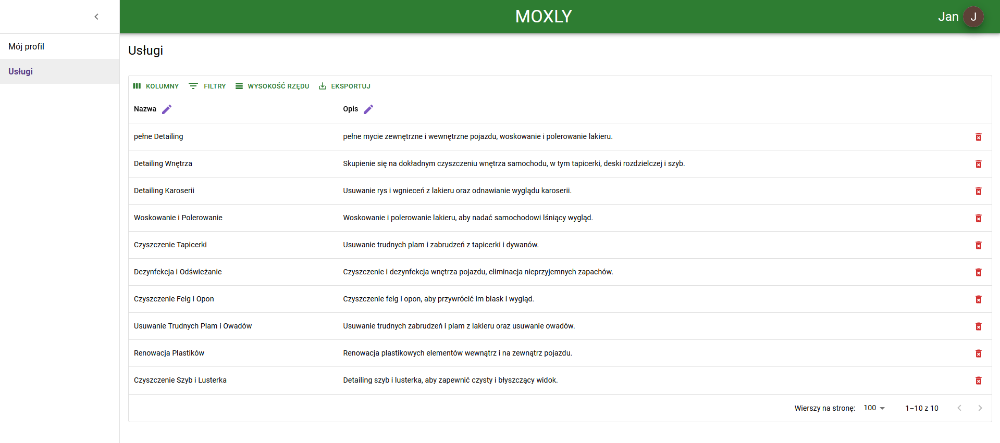 MOXLY
Jan J
Mój profil
Usługi
Usługi
KOLUMNY FILTRY WYSOKOŚĆ RZĘDU EKSPORTUJ
Nazwa Opis
pełne Detailing pełne mycie zewnętrzne i wewnętrzne pojazdu, woskowanie i polerowanie lakieru.
Detailing Wnętrza Skupienie się na dokładnym czyszczeniu wnętrza samochodu, w tym tapicerki, deski rozdzielczej i szyb.
Detailing Karoserii Usuwanie rys i wgnieceń z lakieru oraz odnawianie wyglądu karoserii.
Woskowanie i Polerowanie Woskowanie i polerowanie lakieru, aby nadać samochodowi lśniący wygląd.
Czyszczenie Tapicerki Usuwanie trudnych plam i zabrudzeń z tapicerki i dywanów.
Dezynfekcja i Odświeżanie Czyszczenie i dezynfekcja wnętrza pojazdu, eliminacja nieprzyjemnych zapachów.
Czyszczenie Felg i Opon Czyszczenie felg i opon, aby przywrócić im blask i wygląd.
Usuwanie Trudnych Plam i Owadów Usuwanie trudnych zabrudzeń i plam z lakieru oraz usuwanie owadów.
Renowacja Plastików Renowacja plastikowych elementów wewnątrz i na zewnątrz pojazdu.
Czyszczenie Szyb i Lusterka Detailing szyb i lusterka, aby zapewnić czysty i błyszczący widok.
Wierszy na stronę: 100 1–10 z 10